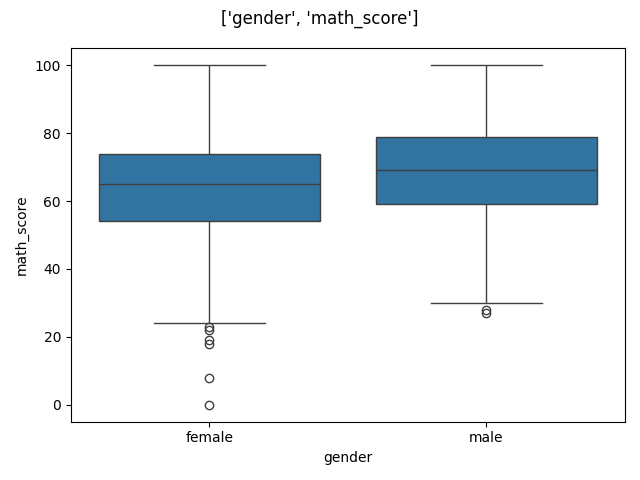 ['gender', 'math_score']
100
80
60
40
20
0
math_score
female
male
gender